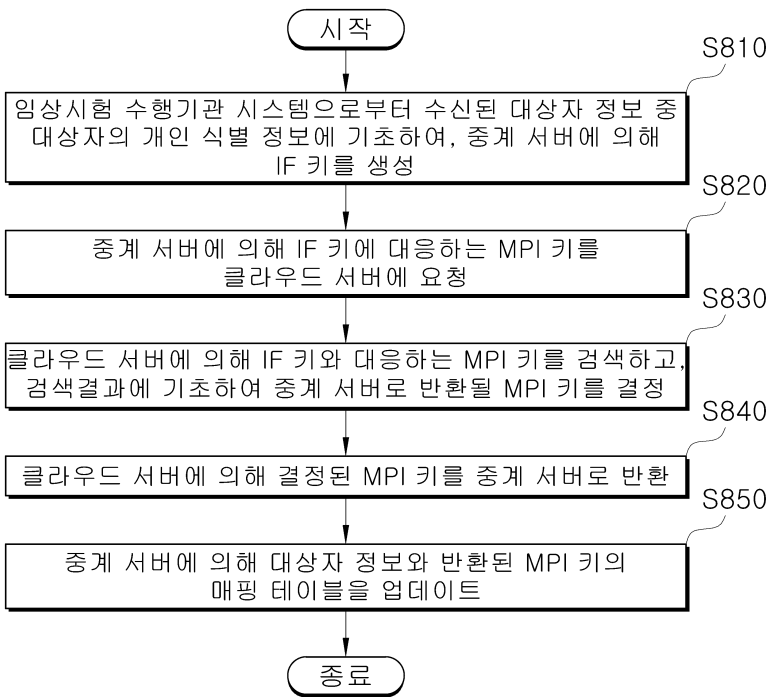 시작
S810
임상시험 수행기관 시스템으로부터 수신된 대상자 정보 중
대상자의 개인 식별 정보에 기초하여, 중계 서버에 의해
IF 키를 생성
S820
중계 서버에 의해 IF 키에 대응하는 MPI 키를
클라우드 서버에 요청
S830
클라우드 서버에 의해 IF 키와 대응하는 MPI 키를 검색하고,
검색결과에 기초하여 중계 서버로 반환될 MPI 키를 결정
S840
클라우드 서버에 의해 결정된 MPI 키를 중계 서버로 반환
S850
중계 서버에 의해 대상자 정보와 반환된 MPI 키의
매핑 테이블을 업데이트
종료